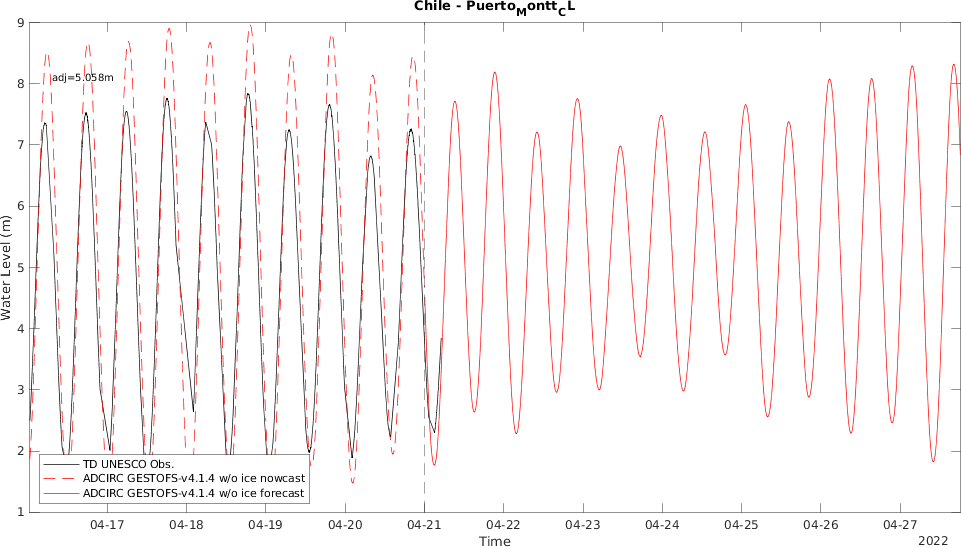 Chile - PuertoMonttCL
9
8
7
6
5
4
3
2
1
Water Level (m)
adj=5.058m
TD UNESCO Obs.
ADCIRC GESTOFS-v4.1.4 w/o ice nowcast
ADCIRC GESTOFS-v4.1.4 w/o ice forecast
04-17 04-18 04-19 04-20 04-21 04-22 04-23 04-24 04-25 04-26 04-27
Time
2022